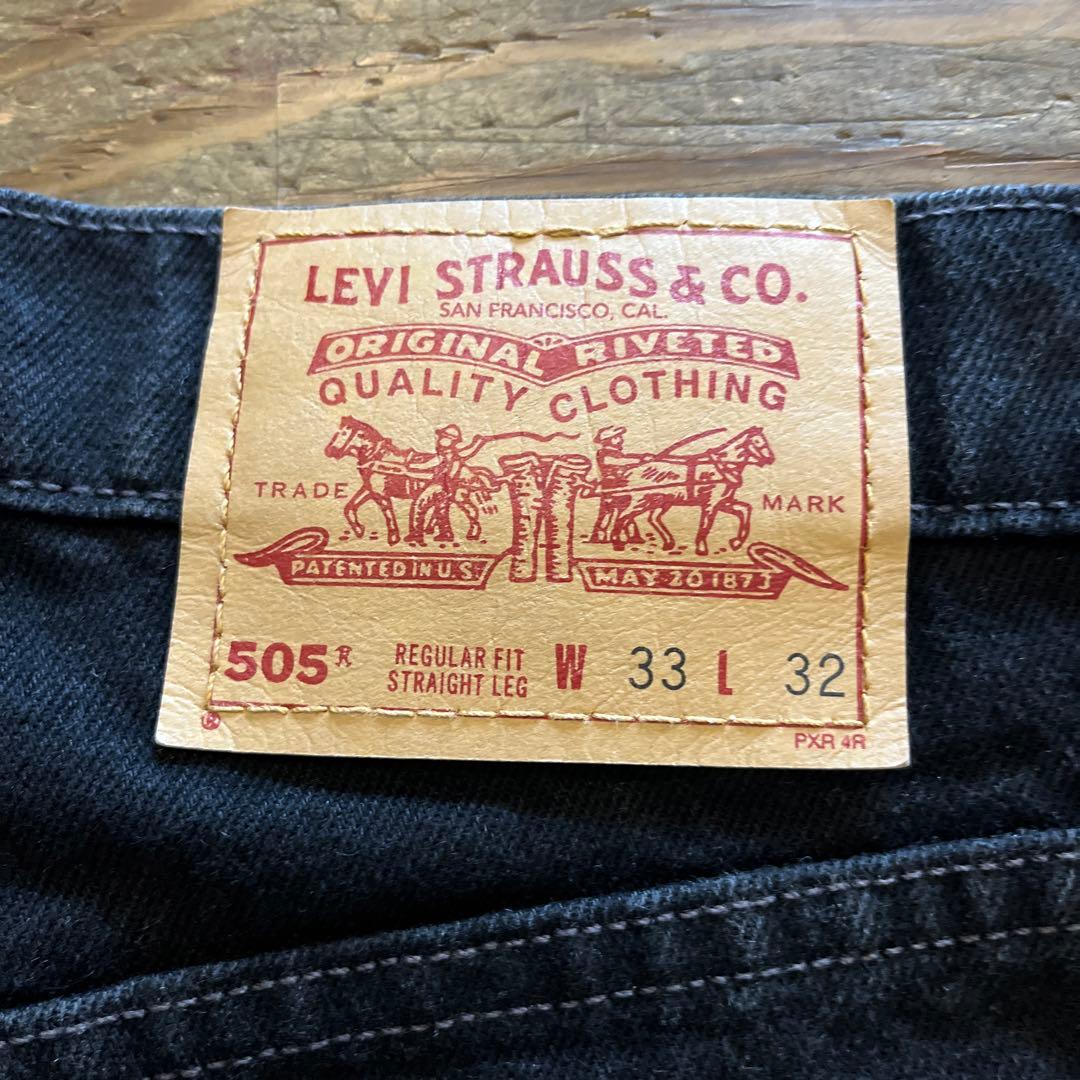 LEVI STRAUSS & CO.
SAN FRANCISCO, CAL.
ORIGINAL RIVETED
QUALITY CLOTHING
TRADE MARK
PATENTED IN U.S. MAY 20 1873
505® REGULAR FIT STRAIGHT LEG W 33 L 32
®
PXR 4R